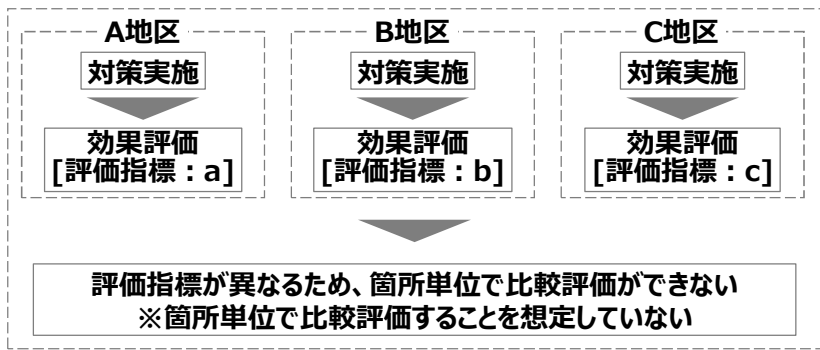 A地区
対策実施
効果評価
[評価指標：a]
B地区
対策実施
効果評価
[評価指標：b]
C地区
対策実施
効果評価
[評価指標：c]
評価指標が異なるため、箇所単位で比較評価ができない
※箇所単位で比較評価することを想定していない